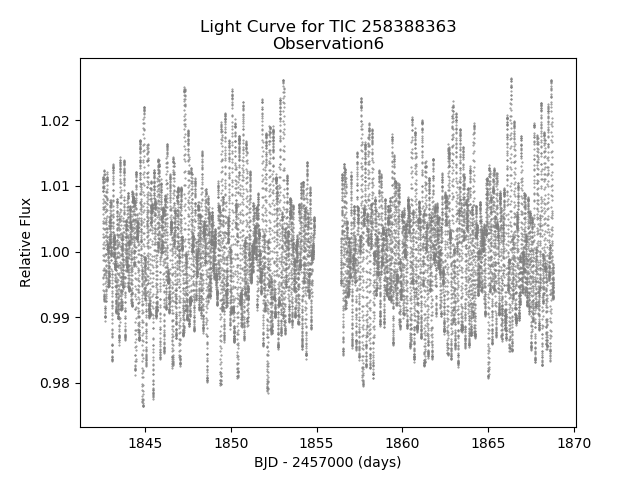 Light Curve for TIC 258388363
Observation6
Relative Flux
1.02
1.01
1.00
0.99
0.98
1845
1850
1855
1860
1865
1870
BJD - 2457000 (days)